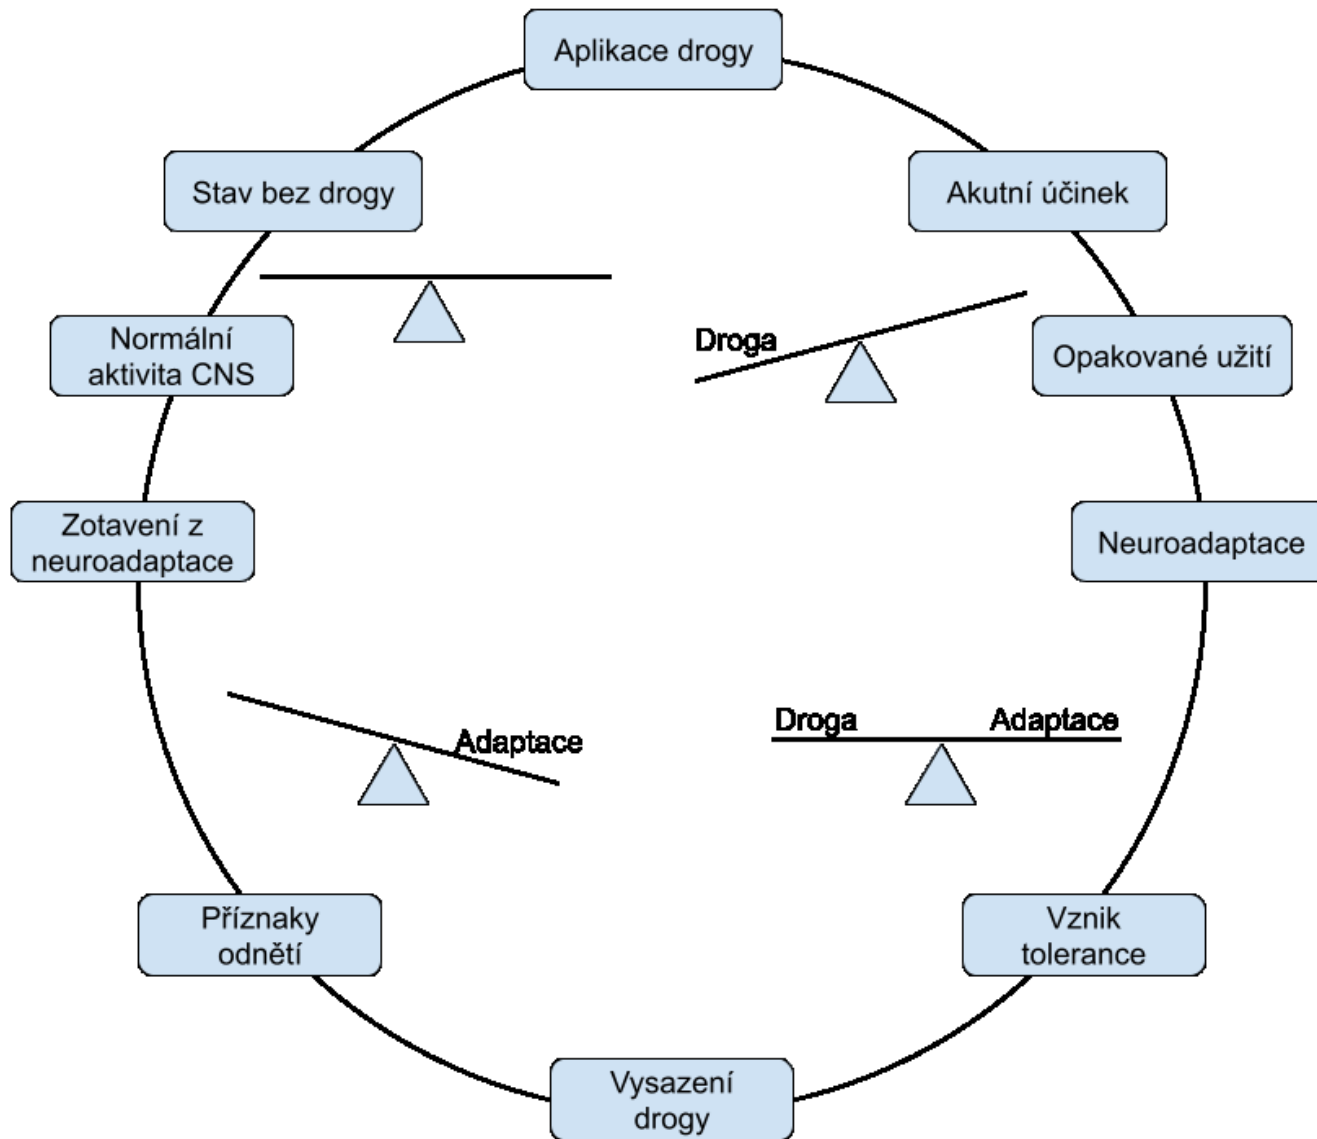 Aplikace drogy
Stav bez drogy
Akutní účinek
Normální
aktivita CNS
Droga
Opakované užití
Zotavení z
neuroadaptace
Neuroadaptace
Adaptace
Droga
Adaptace
Příznaky
odnětí
Vznik
tolerance
Vysazení
drogy